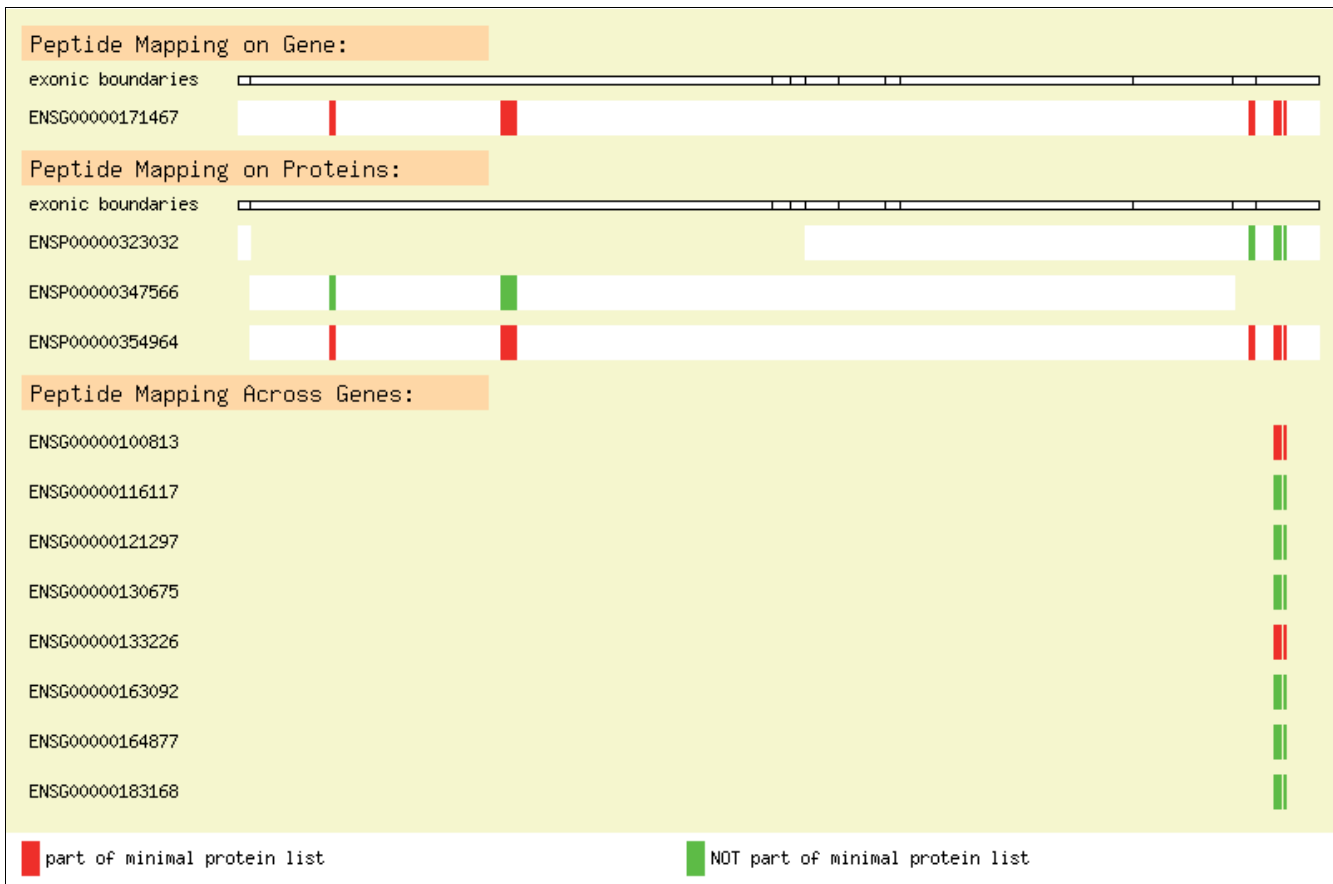 Peptide Mapping on Gene:
exonic boundaries
ENSG00000171467
Peptide Mapping on Proteins:
exonic boundaries
ENSP00000323032
ENSP00000347566
ENSP00000354964
Peptide Mapping Across Genes:
ENSG00000100813
ENSG00000116117
ENSG00000121297
ENSG00000130675
ENSG00000133226
ENSG00000163092
ENSG00000164877
ENSG00000183168
part of minimal protein list
NOT part of minimal protein list